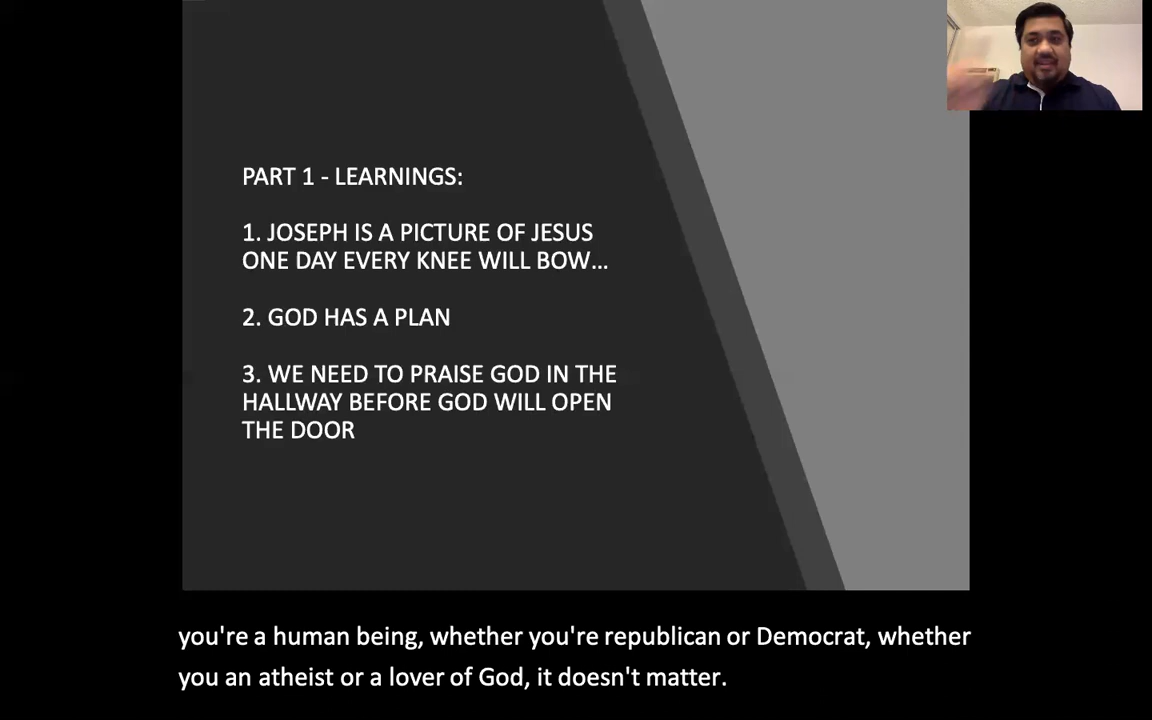 PART 1 - LEARNINGS:
1. JOSEPH IS A PICTURE OF JESUS
ONE DAY EVERY KNEE WILL BOW...
2. GOD HAS A PLAN
3. WE NEED TO PRAISE GOD IN THE
HALLWAY BEFORE GOD WILL OPEN
THE DOOR
you're a human being, whether you're republican or Democrat, whether
you an atheist or a lover of God, it doesn't matter.